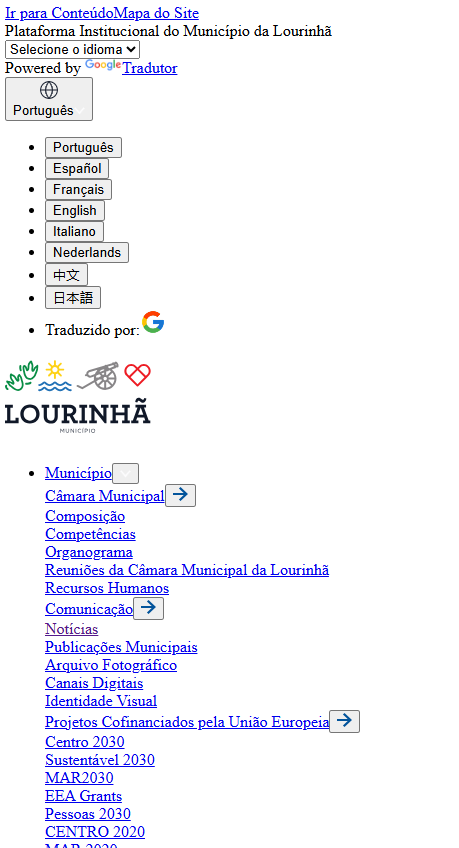 Ir para ConteúdoMapa do Site
Plataforma Institucional do Município da Lourinhã
Selecione o idioma
Powered by Google Tradutor
Português
Português
Español
Français
English
Italiano
Nederlands
中文
日本語
Traduzido por:
LOURINHÃ
MUNICÍPIO
Município
Câmara Municipal
Composição
Competências
Organograma
Reuniões da Câmara Municipal da Lourinhã
Recursos Humanos
Comunicação
Notícias
Publicações Municipais
Arquivo Fotográfico
Canais Digitais
Identidade Visual
Projetos Cofinanciados pela União Europeia
Centro 2030
Sustentável 2030
MAR2030
EEA Grants
Pessoas 2030
CENTRO 2020
MAR 2020